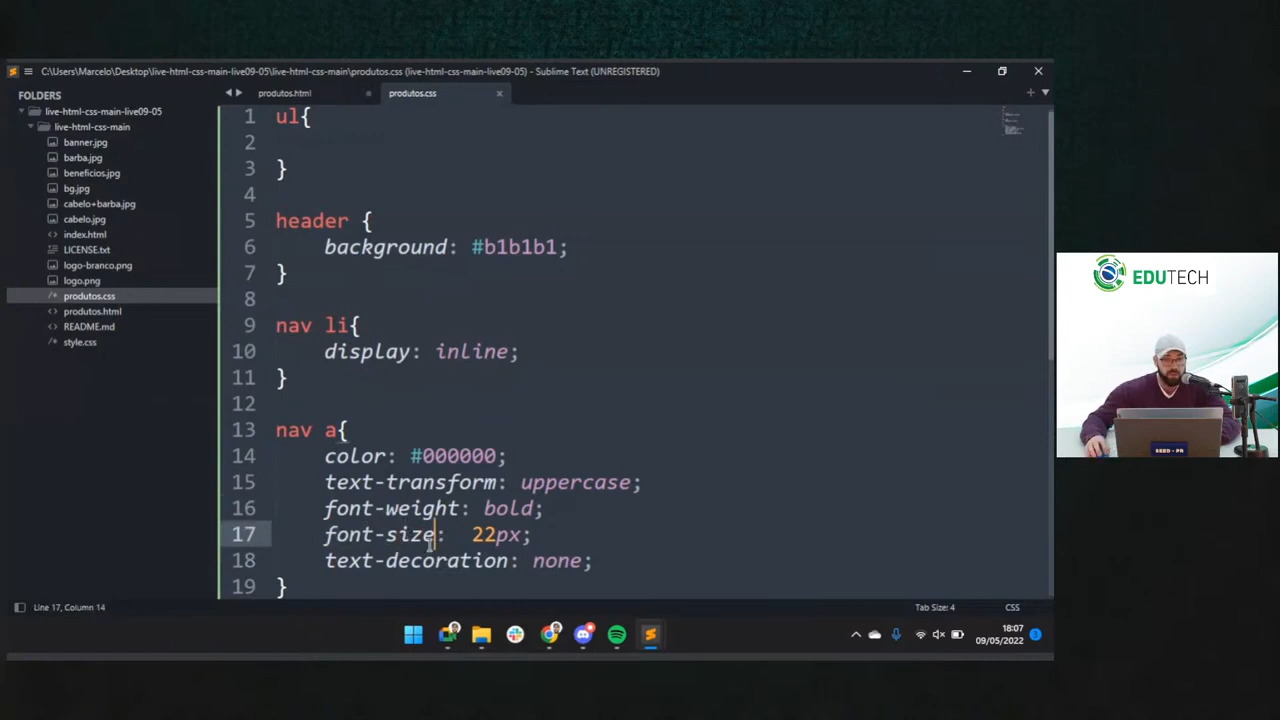 C:\Users\Marcelo\Desktop\live-html-css-main-live09-05\live-html-css-main\produtos.css (live-html-css-main-live09-05) - Sublime Text (UNREGISTERED)
FOLDERS
live-html-css-main-live09-05
live-html-css-main
banner.jpg
barba.jpg
beneficios.jpg
bg.jpg
cabelo+barba.jpg
cabelo.jpg
index.html
LICENSE.txt
logo-branco.png
logo.png
produtos.css
produtos.html
README.md
style.css
produtos.html
produtos.css
1 ul{
2
3 }
4
5 header {
6 background: #b1b1b1;
7 }
8
9 nav li{
10 display: inline;
11 }
12
13 nav a{
14 color: #000000;
15 text-transform: uppercase;
16 font-weight: bold;
17 font-size:  22px;
18 text-decoration: none;
19 }
Line 17, Column 14
Tab Size: 4
CSS
18:07
09/05/2022
3
EDUTECH
SEED - PR